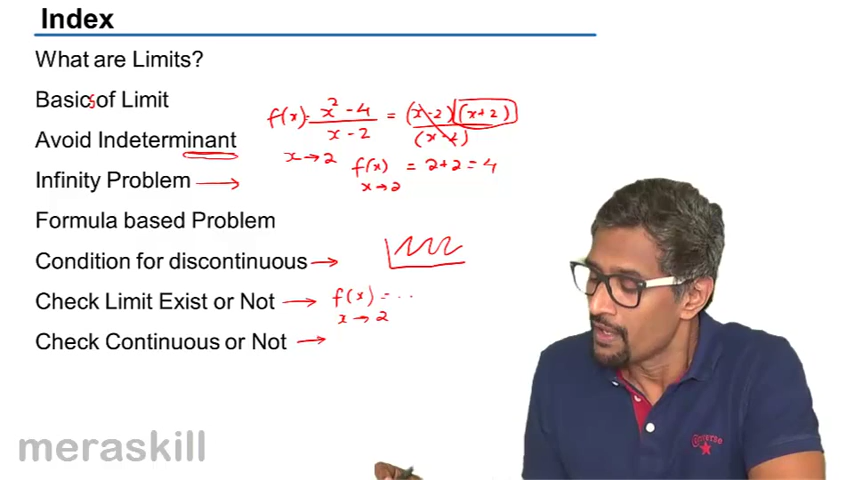 Index
What are Limits?
Basics of Limit
f(x) = x² - 4 / x - 2 = (x-2)(x+2) / (x-2)
Avoid Indeterminant
x → 2
f(x) = 2+2 = 4
x → 2
Infinity Problem →
Formula based Problem
Condition for discontinuous →
Check Limit Exist or Not → f(x) = ...
x → 2
Check Continuous or Not →
meraskill
Converse